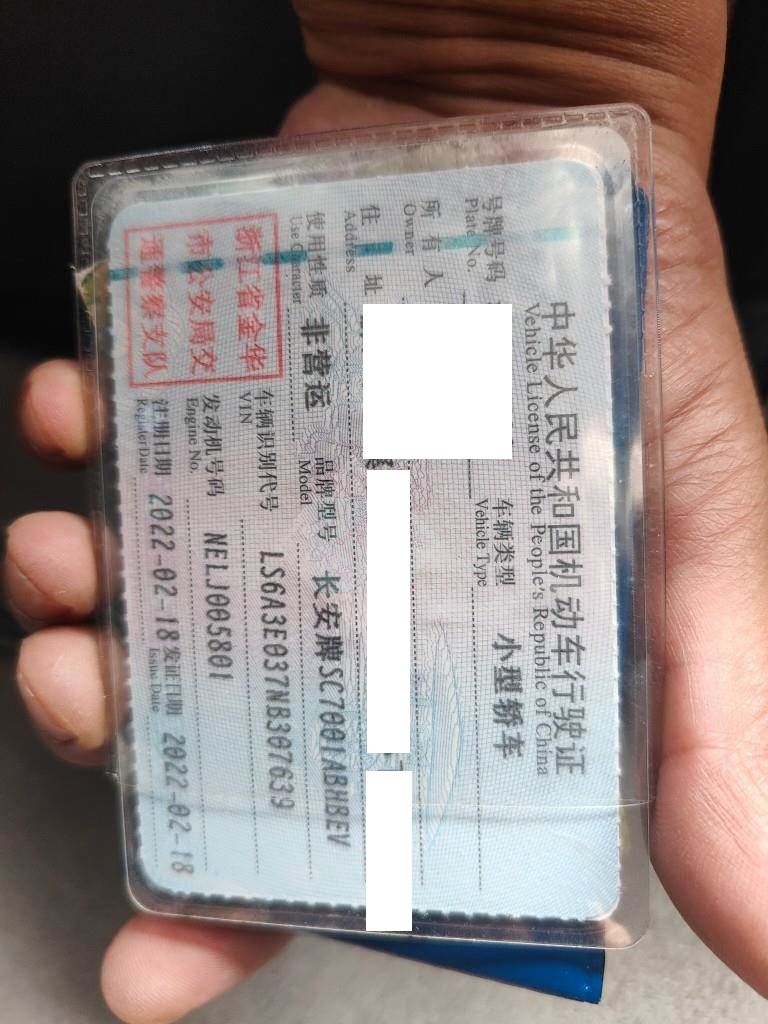 中华人民共和国机动车行驶证
Vehicle License of the People's Republic of China
号牌号码
Plate No.
车辆类型 小型轿车
Vehicle Type
所有人
Owner
住址
Address
使用性质 非营运
Use Character
品牌型号 长安牌SC7001ABHBEV
Model
浙江省金华
市公安局交
通警察支队
车辆识别代号 LS6A3E037NB307639
VIN
发动机号码 NELJ005801
Engine No.
注册日期 2022-02-18 发证日期 2022-02-18
Register Date Issue Date